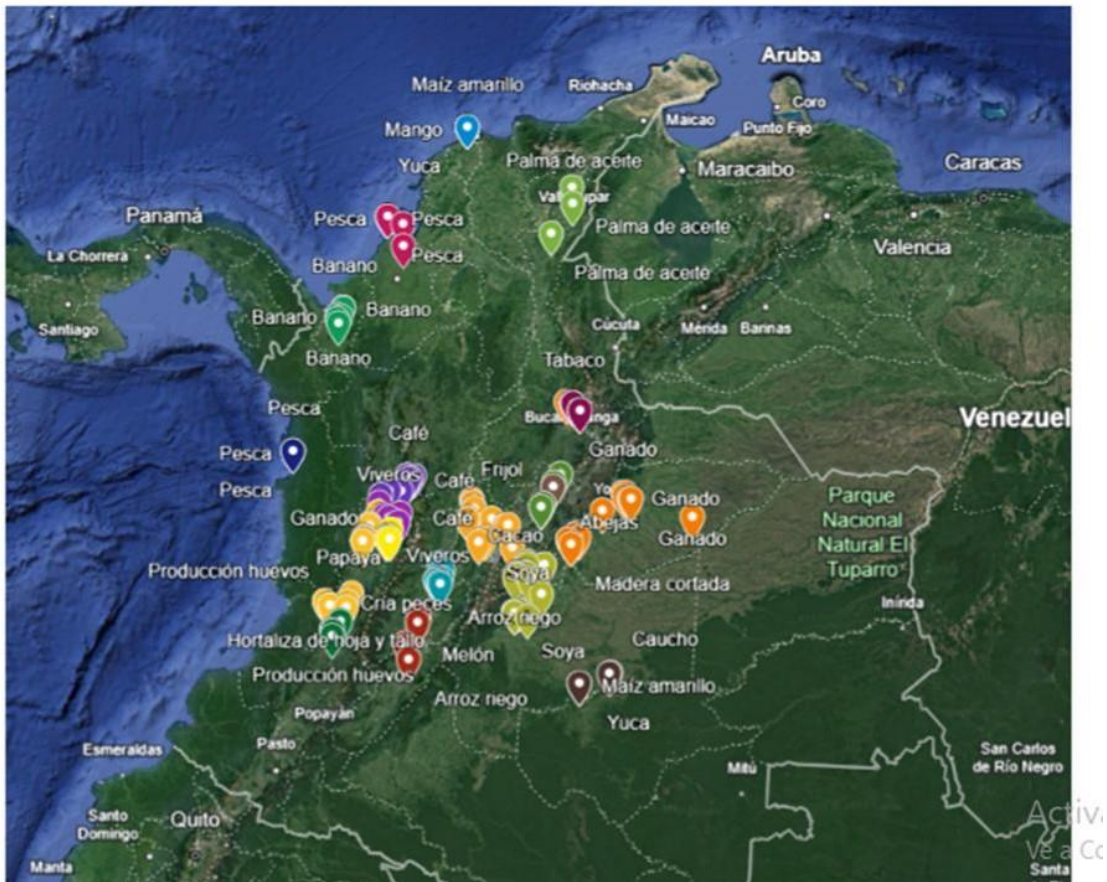 Aruba
Maíz amarillo
Riohacha
Coro
Maicao
Punto Fijo
Mango
Yuca
Palma de aceite
Maracaibo
Caracas
Panamá
Pesca
Pesca
Palma de aceite
La Chorrera
Pesca
Valencia
Banano
Palma de aceite
Banano
Banano
Santiago
Cúcuta
Mérida
Barinas
Banano
Tabaco
Pesca
Venezuel
Café
Ganado
Pesca
Viveros
Café
Frijol
Pesca
Ganado
Parque
Nacional
Natural El
Tuparro
Ganado
Café
Abejas
Cacao
Ganado
Papaya
Viveros
Producción huevos
Soya
Madera cortada
Cría peces
Inírida
Arroz riego
Hortaliza de hoja y tallo
Melón
Soya
Caucho
Producción huevos
Arroz riego
Maíz amarillo
Popayán
Yuca
Esmeraldas
Pasto
San Carlos
de Río Negro
Mitú
Santo
Domingo
Quito
Manta
Santa